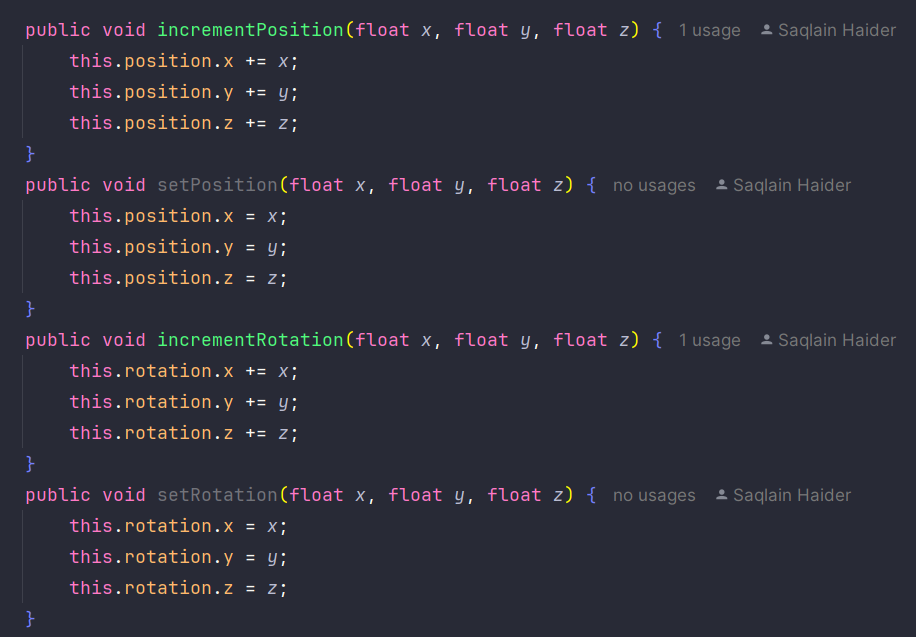 public void incrementPosition(float x, float y, float z) { 1 usage Saqlain Haider
this.position.x += x;
this.position.y += y;
this.position.z += z;
}
public void setPosition(float x, float y, float z) { no usages Saqlain Haider
this.position.x = x;
this.position.y = y;
this.position.z = z;
}
public void incrementRotation(float x, float y, float z) { 1 usage Saqlain Haider
this.rotation.x += x;
this.rotation.y += y;
this.rotation.z += z;
}
public void setRotation(float x, float y, float z) { no usages Saqlain Haider
this.rotation.x = x;
this.rotation.y = y;
this.rotation.z = z;
}